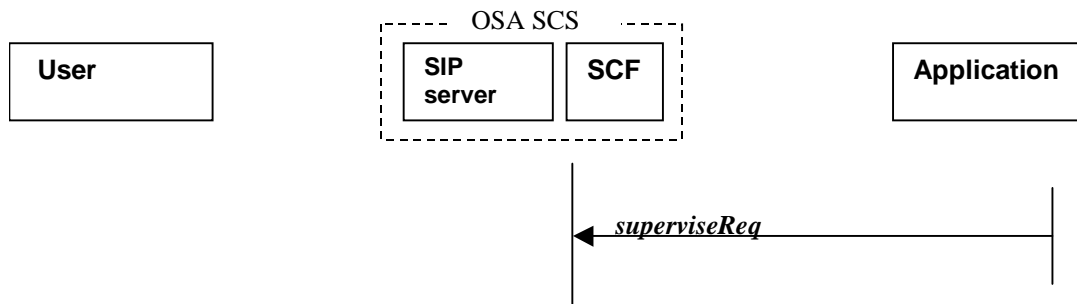 OSA SCS
User
SIP
server
SCF
Application
superviseReq